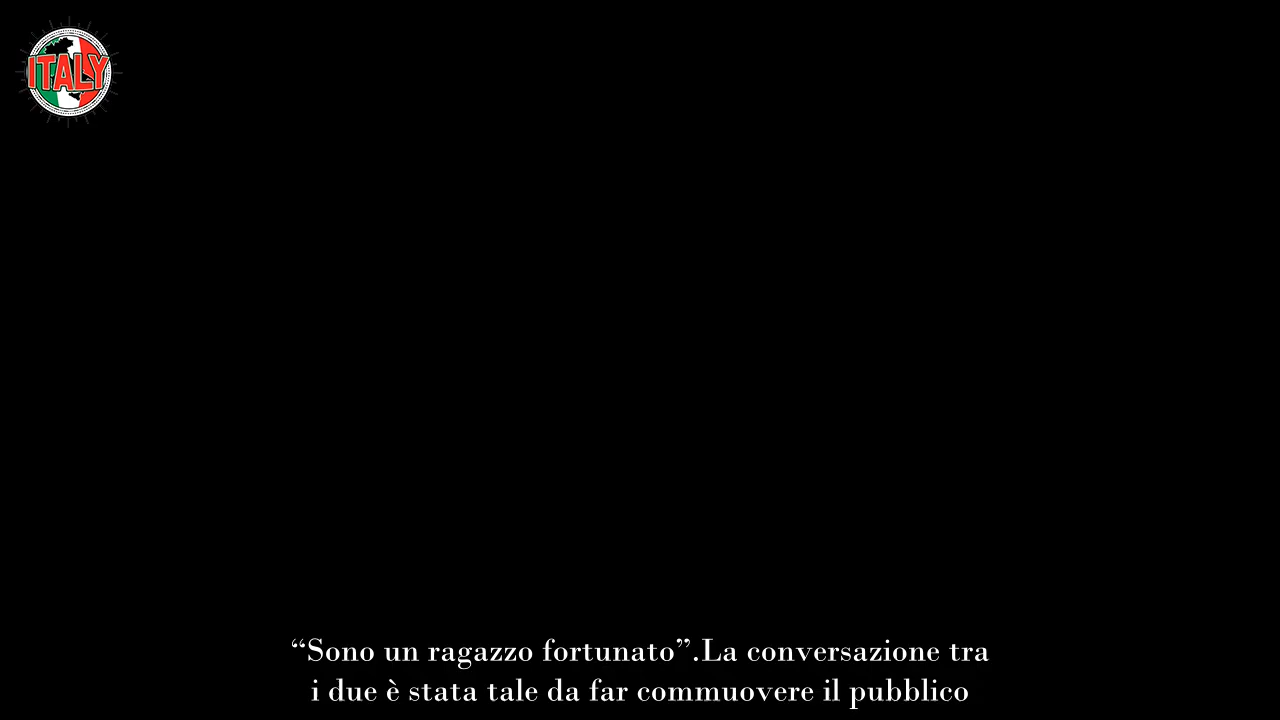 ITALY
“Sono un ragazzo fortunato”.La conversazione tra
i due è stata tale da far commuovere il pubblico